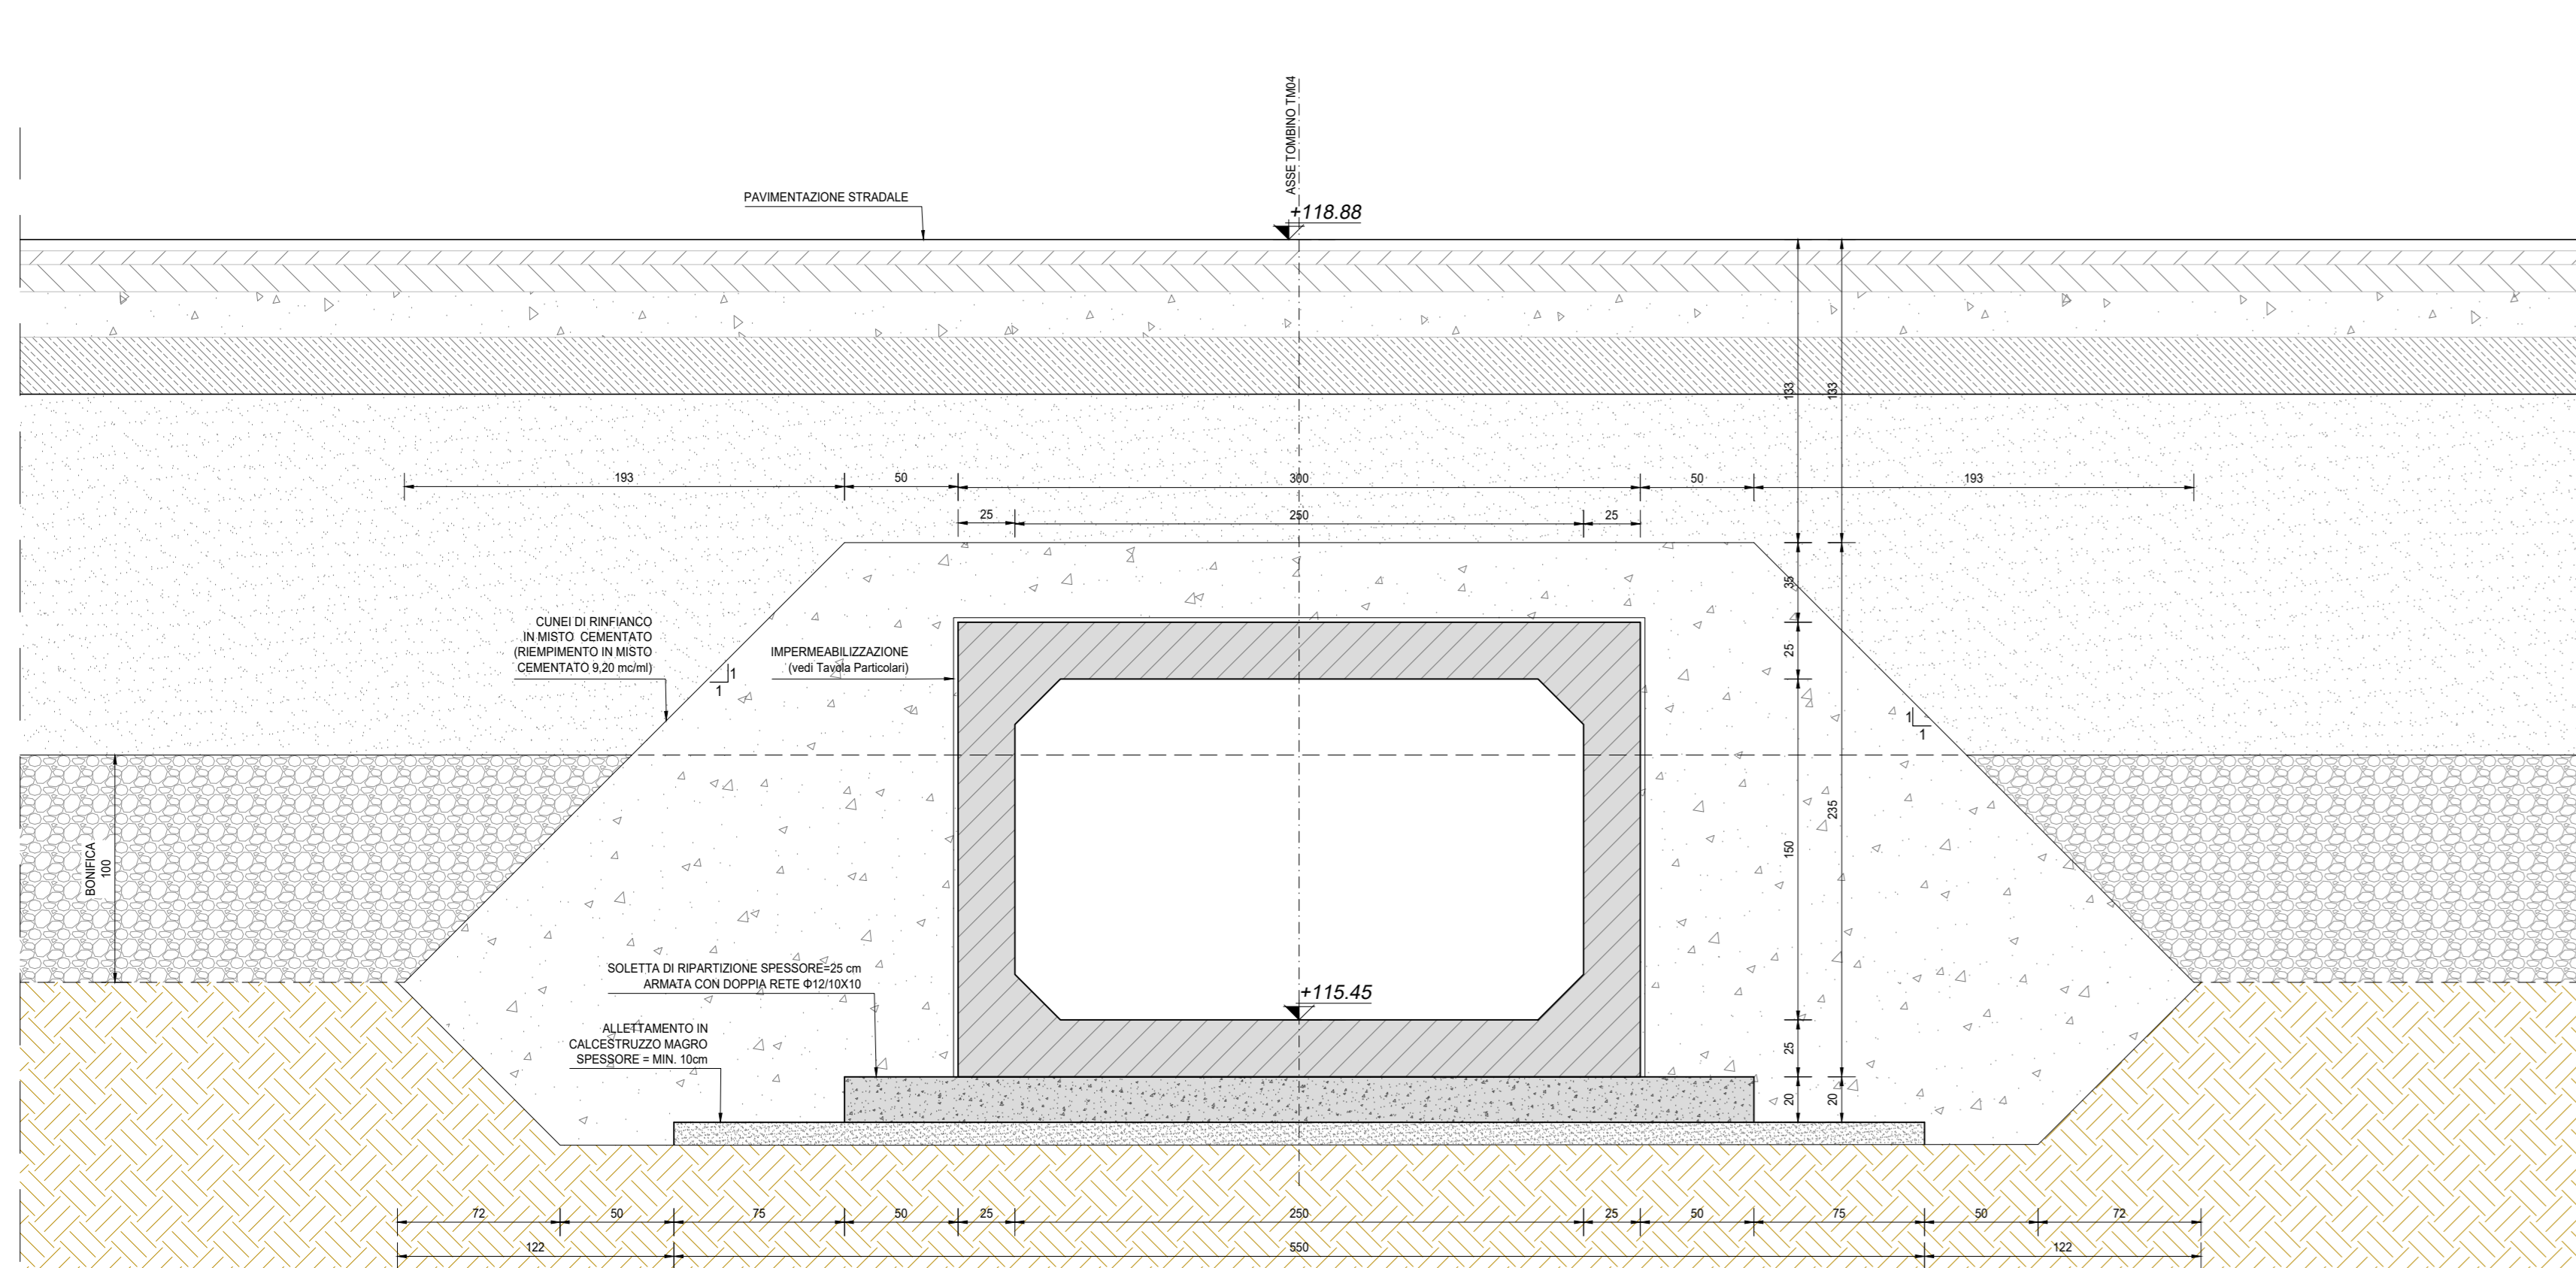 ASSE TOMBINO TM04
PAVIMENTAZIONE STRADALE
+118.88
133
133
193
50
300
50
193
25
250
25
35
CUNEI DI RINFIANCO
IN MISTO CEMENTATO
(RIEMPIMENTO IN MISTO
CEMENTATO 9,20 mc/ml)
IMPERMEABILIZZAZIONE
(vedi Tavola Particolari)
25
1
1
1
1
235
150
BONIFICA
100
SOLETTA DI RIPARTIZIONE SPESSORE=25 cm
ARMATA CON DOPPIA RETE Φ12/10X10
+115.45
ALLETTAMENTO IN
CALCESTRUZZO MAGRO
SPESSORE = MIN. 10cm
25
20
20
72
50
75
50
25
250
25
50
75
50
72
122
550
122